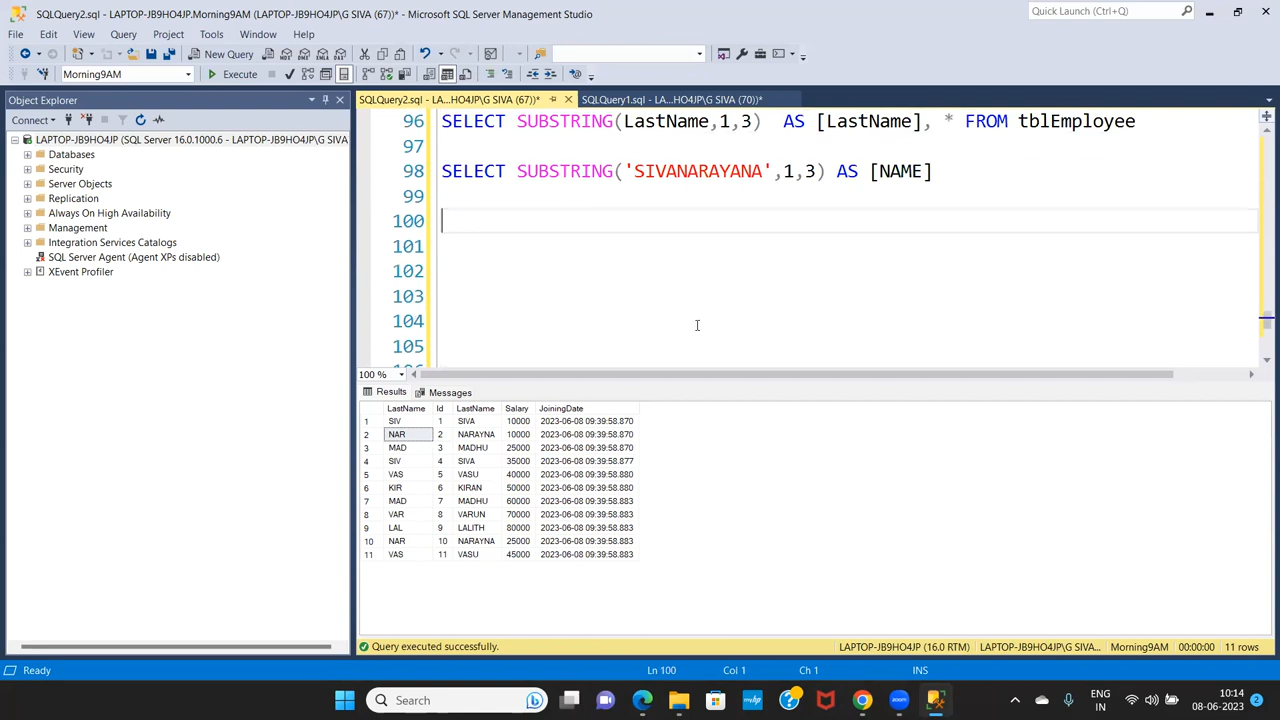 SQLQuery2.sql - LAPTOP-JB9HO4JP.Morning9AM (LAPTOP-JB9HO4JP\G SIVA (67))* - Microsoft SQL Server Management Studio
Quick Launch (Ctrl+Q)
File Edit View Query Project Tools Window Help
New Query MDX DMX XMLA DAX
Morning9AM Execute
Object Explorer
SQLQuery2.sql - LA...HO4JP\G SIVA (67))* SQLQuery1.sql - LA...HO4JP\G SIVA (70))*
Connect
LAPTOP-JB9HO4JP (SQL Server 16.0.1000.6 - LAPTOP-JB9HO4JP\G SIVA
Databases
Security
Server Objects
Replication
Always On High Availability
Management
Integration Services Catalogs
SQL Server Agent (Agent XPs disabled)
XEvent Profiler
96 SELECT SUBSTRING(LastName,1,3) AS [LastName], * FROM tblEmployee
97
98 SELECT SUBSTRING('SIVANARAYANA',1,3) AS [NAME]
99
100
101
102
103
104
105
100 %
Results Messages
LastName Id LastName Salary JoiningDate
1 SIV 1 SIVA 10000 2023-06-08 09:39:58.870
2 NAR 2 NARAYNA 10000 2023-06-08 09:39:58.870
3 MAD 3 MADHU 25000 2023-06-08 09:39:58.870
4 SIV 4 SIVA 35000 2023-06-08 09:39:58.877
5 VAS 5 VASU 40000 2023-06-08 09:39:58.880
6 KIR 6 KIRAN 50000 2023-06-08 09:39:58.880
7 MAD 7 MADHU 60000 2023-06-08 09:39:58.883
8 VAR 8 VARUN 70000 2023-06-08 09:39:58.883
9 LAL 9 LALITH 80000 2023-06-08 09:39:58.883
10 NAR 10 NARAYNA 25000 2023-06-08 09:39:58.883
11 VAS 11 VASU 45000 2023-06-08 09:39:58.883
Query executed successfully. LAPTOP-JB9HO4JP (16.0 RTM) LAPTOP-JB9HO4JP\G SIVA... Morning9AM 00:00:00 11 rows
Ready Ln 100 Col 1 Ch 1 INS
Search
zoom
ENG
IN
10:14
08-06-2023
2